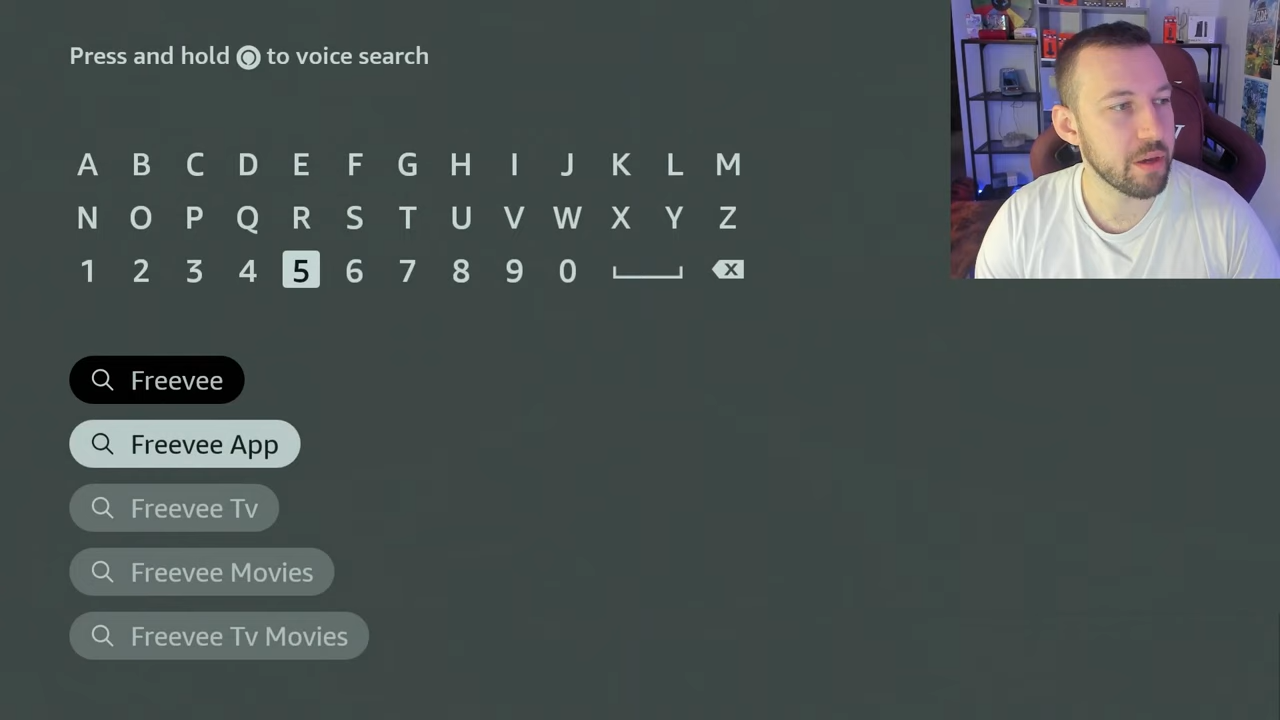 Press and hold to voice search
A B C D E F G H I J K L M
N O P Q R S T U V W X Y Z
1 2 3 4 5 6 7 8 9 0
Freevee
Freevee App
Freevee Tv
Freevee Movies
Freevee Tv Movies